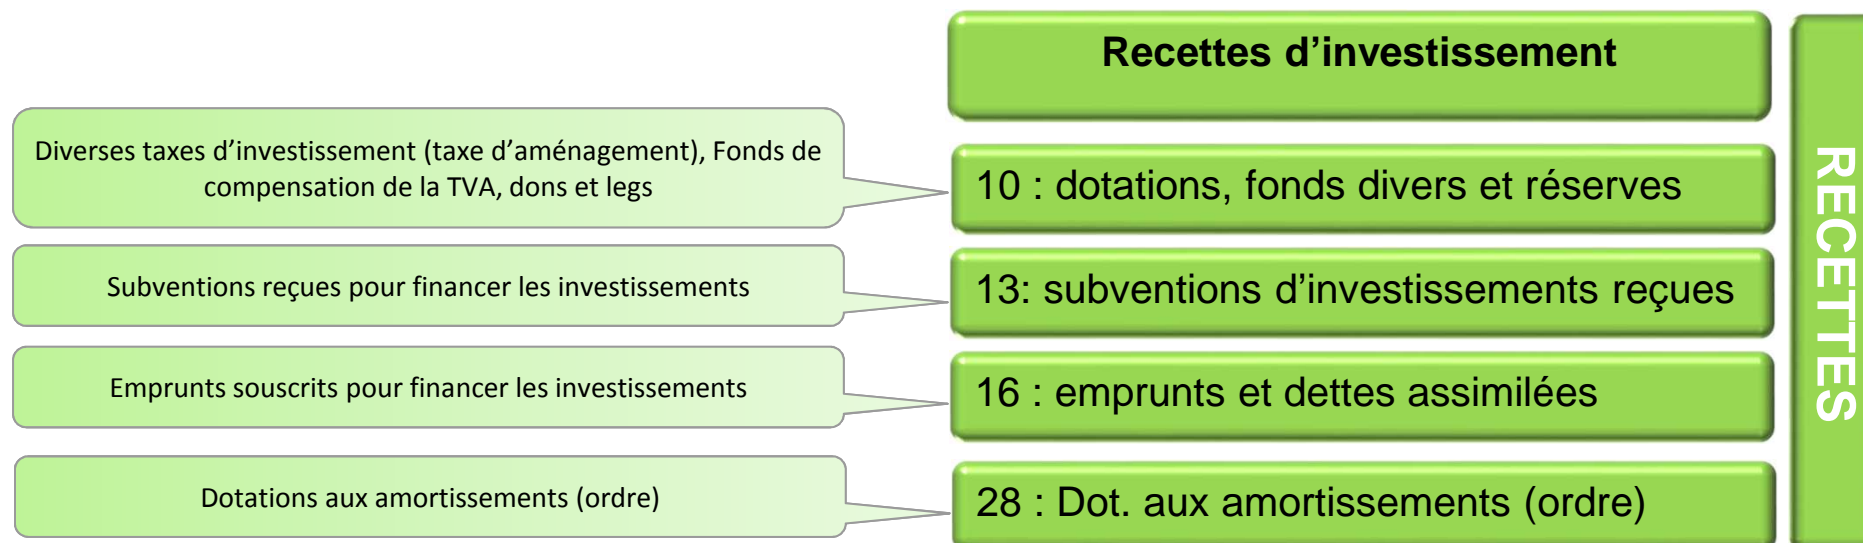 Recettes d’investissement
Diverses taxes d’investissement (taxe d’aménagement), Fonds de
compensation de la TVA, dons et legs
10 : dotations, fonds divers et réserves
Subventions reçues pour financer les investissements
13: subventions d’investissements reçues
Emprunts souscrits pour financer les investissements
16 : emprunts et dettes assimilées
Dotations aux amortissements (ordre)
28 : Dot. aux amortissements (ordre)
RECETTES